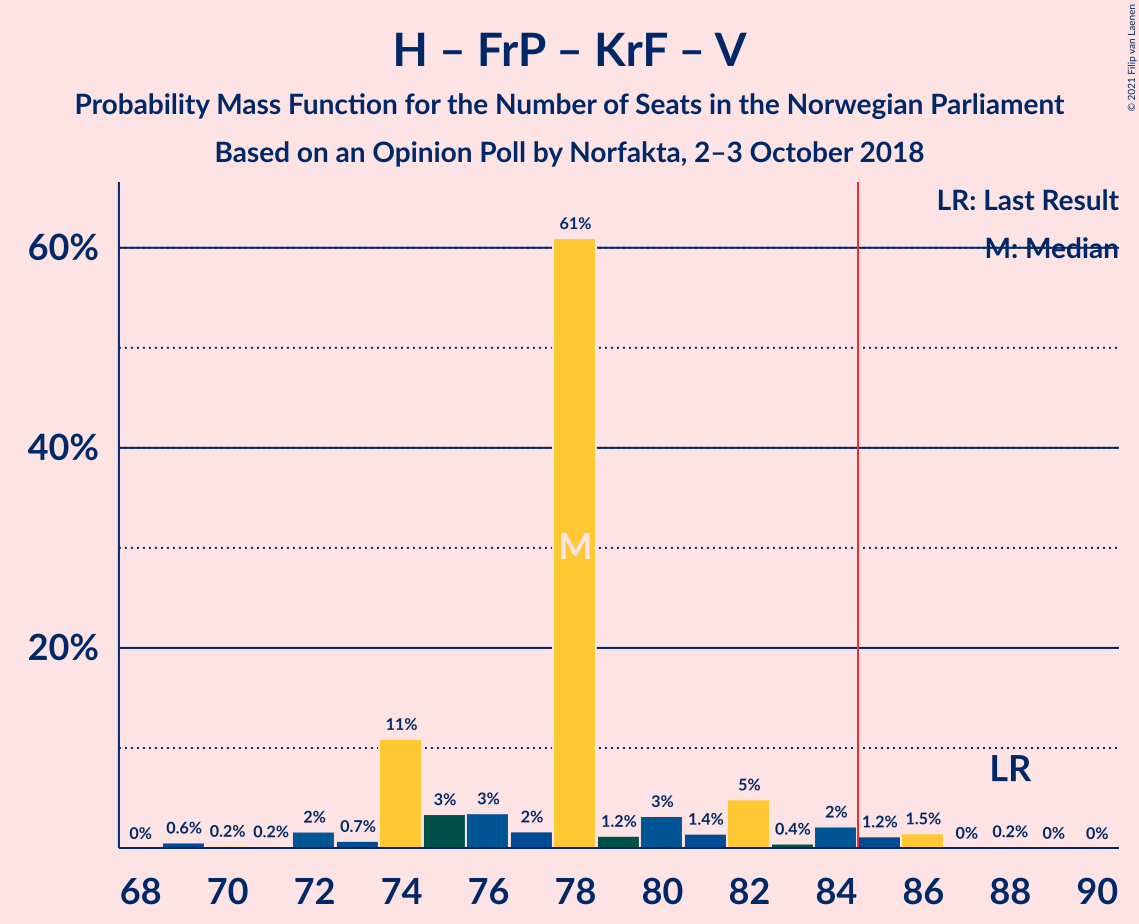 H – FrP – KrF – V
Probability Mass Function for the Number of Seats in the Norwegian Parliament
Based on an Opinion Poll by Norfakta, 2–3 October 2018
© 2021 Filip van Laenen
LR: Last Result
M: Median
60%
40%
20%
0% 0.6% 0.2% 0.2% 2% 0.7% 11% 3% 3% 2% 61% 1.2% 3% 1.4% 5% 0.4% 2% 1.2% 1.5% 0% 0.2% 0% 0%
M
LR
68 70 72 74 76 78 80 82 84 86 88 90